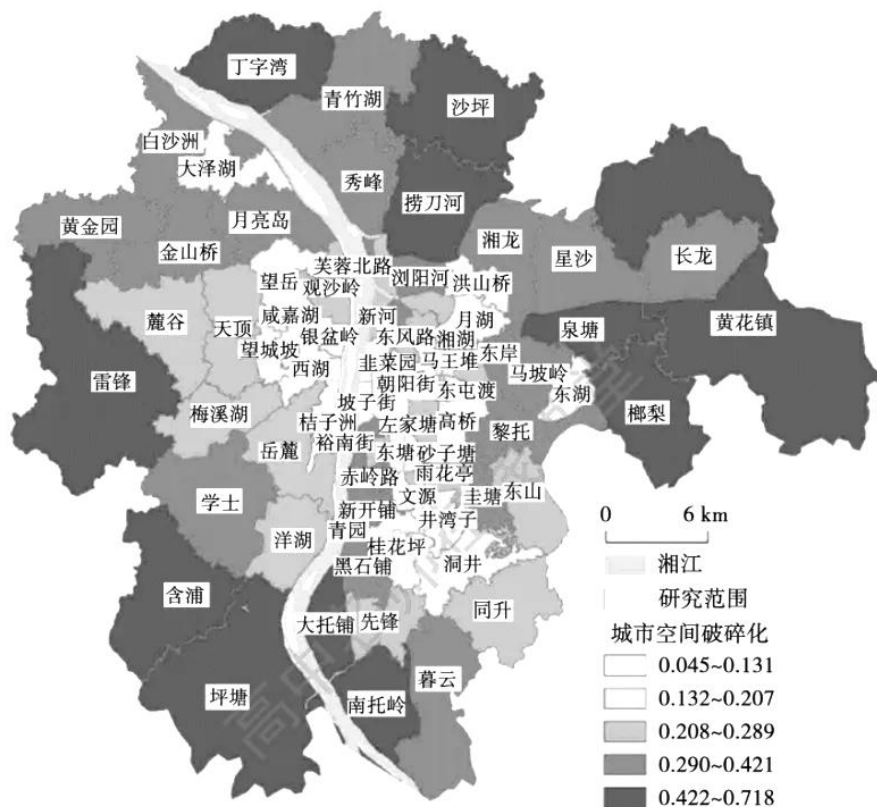 丁字湾
青竹湖
沙坪
白沙洲
大泽湖
秀峰
捞刀河
黄金园
月亮岛
金山桥
湘龙
星沙
长龙
芙蓉北路
浏阳河
望岳
观沙岭
洪山桥
麓谷
天顶
咸嘉湖
新河
月湖
泉塘
黄花镇
望城坡
银盆岭
东风路
湘湖
雷锋
西湖
韭菜园
马王堆
东岸
朝阳街
马坡岭
东湖
梅溪湖
坡子街
东屯渡
榔梨
桔子洲
左家塘
高桥
黎托
岳麓
裕南街
东塘
砂子塘
赤岭路
雨花亭
学士
文源
圭塘
东山
新开铺
井湾子
洋湖
青园
桂花坪
黑石铺
洞井
含浦
同升
大托铺
先锋
坪塘
暮云
南托岭
0 6 km
湘江
研究范围
城市空间破碎化
0.045~0.131
0.132~0.207
0.208~0.289
0.290~0.421
0.422~0.718